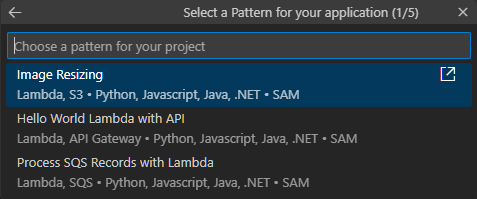 Select a Pattern for your application (1/5)
Choose a pattern for your project
Image Resizing
Lambda, S3 • Python, Javascript, Java, .NET • SAM
Hello World Lambda with API
Lambda, API Gateway • Python, Javascript, Java, .NET • SAM
Process SQS Records with Lambda
Lambda, SQS • Python, Javascript, Java, .NET • SAM